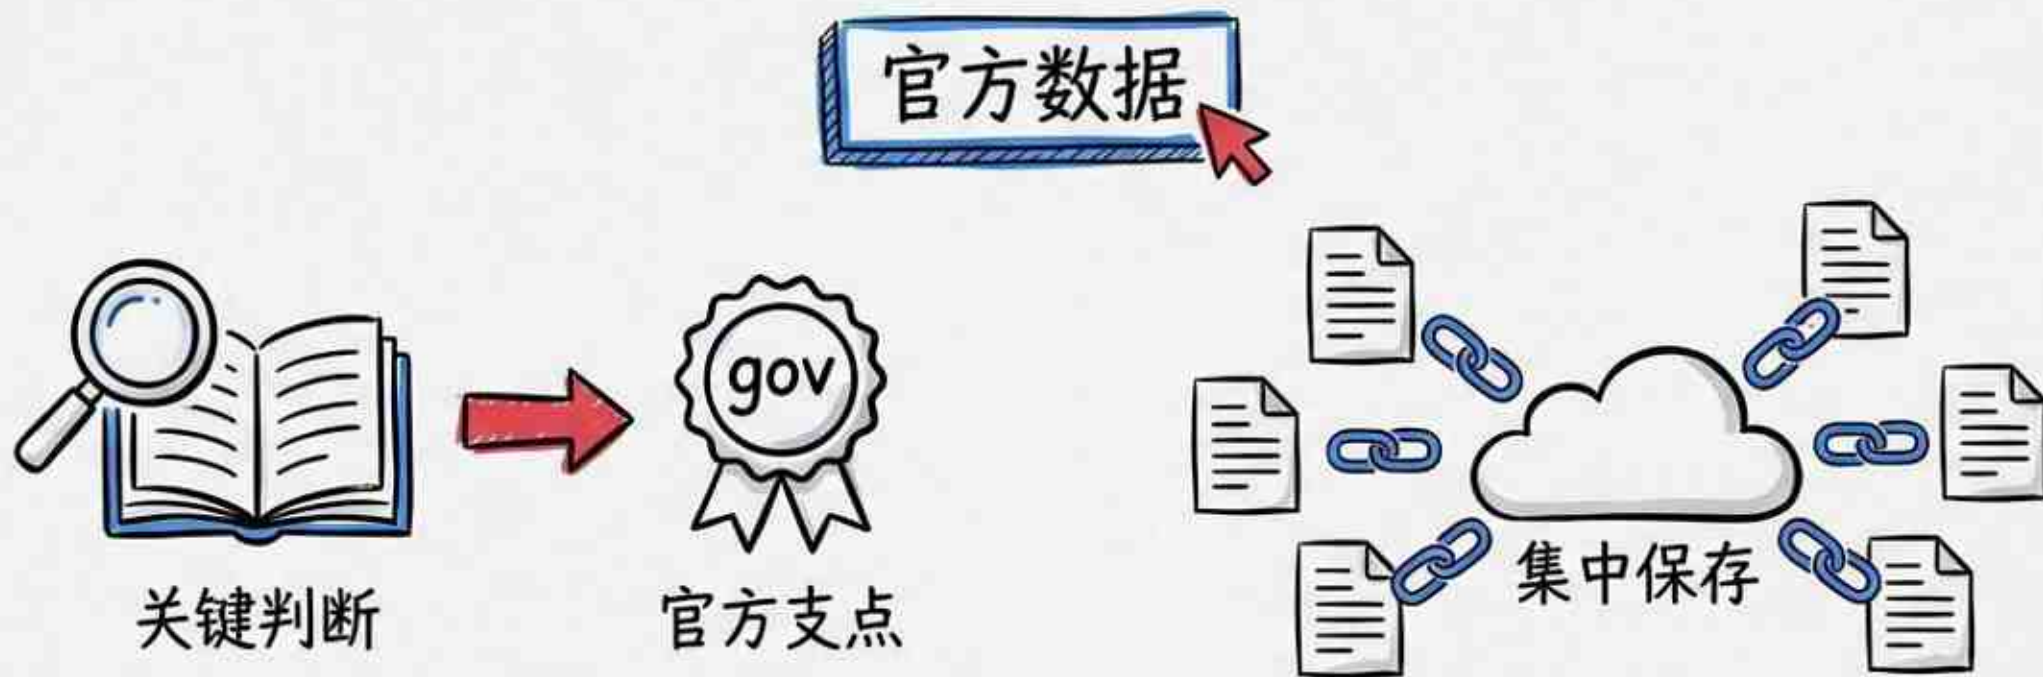 官方数据
gov
关键判断
官方支点
集中保存